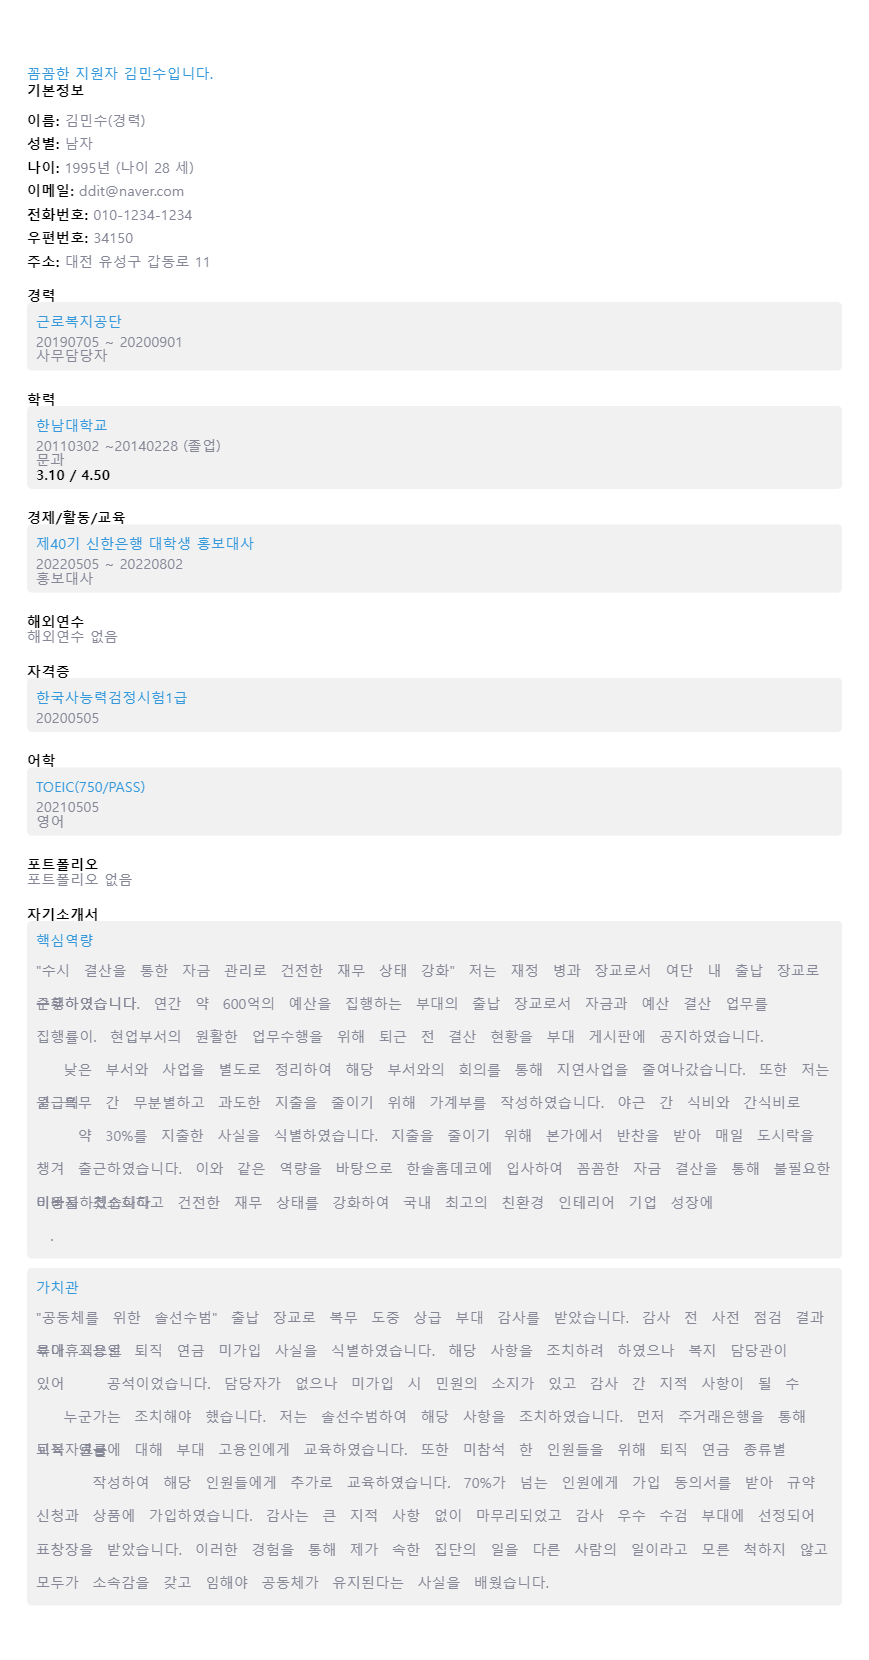 꼼꼼한 지원자 김민수입니다.
기본정보
이름: 김민수(경력)
성별: 남자
나이: 1995년 (나이 28 세)
이메일: ddit@naver.com
전화번호: 010-1234-1234
우편번호: 34150
주소: 대전 유성구 갑동로 11
경력
근로복지공단
20190705 ~ 20200901
사무담당자
학력
한남대학교
20110302 ~20140228 (졸업)
문과
3.10 / 4.50
경제/활동/교육
제40기 신한은행 대학생 홍보대사
20220505 ~ 20220802
홍보대사
해외연수
해외연수 없음
자격증
한국사능력검정시험1급
20200505
어학
TOEIC(750/PASS)
20210505
영어
포트폴리오
포트폴리오 없음
자기소개서
핵심역량
"수시 결산을 통한 자금 관리로 건전한 재무 상태 강화" 저는 재정 병과 장교로서 여단 내 출납 장교로
연간 약 600억의 예산을 집행하는 부대의 출납 장교로서 자금과 예산 결산 업무를
집행률이. 현업부서의 원활한 업무수행을 위해 퇴근 전 결산 현황을 부대 게시판에 공지하였습니다.
낮은 부서와 사업을 별도로 정리하여 해당 부서와의 회의를 통해 지연사업을 줄여나갔습니다. 또한 저는
간 무분별하고 과도한 지출을 줄이기 위해 가계부를 작성하였습니다. 야근 간 식비와 간식비로
약 30%를 지출한 사실을 식별하였습니다. 지출을 줄이기 위해 본가에서 반찬을 받아 매일 도시락을
챙겨 출근하였습니다. 이와 같은 역량을 바탕으로 한솔홈데코에 입사하여 꼼꼼한 자금 결산을 통해 불필요한
건전한 재무 상태를 강화하여 국내 최고의 친환경 인테리어 기업 성장에
.
가치관
"공동체를 위한 솔선수범" 출납 장교로 복무 도중 상급 부대 감사를 받았습니다. 감사 전 사전 점검 결과
퇴직 연금 미가입 사실을 식별하였습니다. 해당 사항을 조치하려 하였으나 복지 담당관이
있어 공석이었습니다. 담당자가 없으나 미가입 시 민원의 소지가 있고 감사 간 지적 사항이 될 수
누군가는 조치해야 했습니다. 저는 솔선수범하여 해당 사항을 조치하였습니다. 먼저 주거래은행을 통해
대해 부대 고용인에게 교육하였습니다. 또한 미참석 한 인원들을 위해 퇴직 연금 종류별
작성하여 해당 인원들에게 추가로 교육하였습니다. 70%가 넘는 인원에게 가입 동의서를 받아 규약
신청과 상품에 가입하였습니다. 감사는 큰 지적 사항 없이 마무리되었고 감사 우수 수검 부대에 선정되어
표창장을 받았습니다. 이러한 경험을 통해 제가 속한 집단의 일을 다른 사람의 일이라고 모른 척하지 않고
모두가 소속감을 갖고 임해야 공동체가 유지된다는 사실을 배웠습니다.